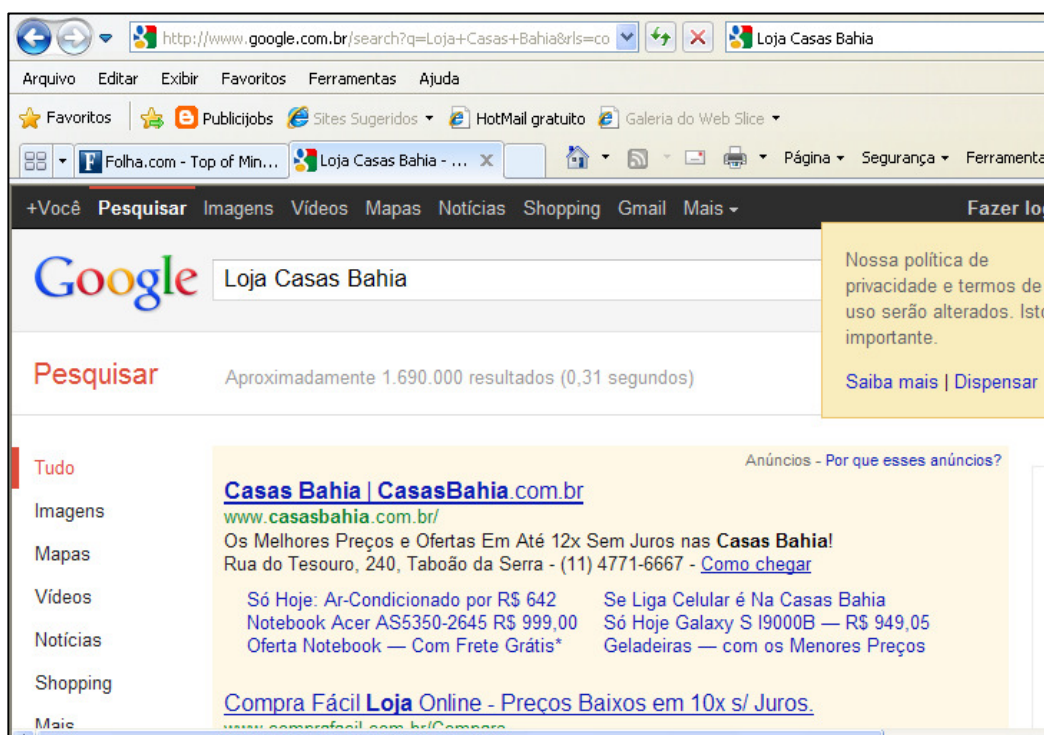 http://www.google.com.br/search?q=Loja+Casas+Bahia&rls=co
Loja Casas Bahia
Arquivo Editar Exibir Favoritos Ferramentas Ajuda
Favoritos Publicijobs Sites Sugeridos HotMail gratuito Galeria do Web Slice
Folha.com - Top of Min... Loja Casas Bahia - ... Página Segurança Ferramenta
+Você Pesquisar Imagens Vídeos Mapas Notícias Shopping Gmail Mais Fazer log
Google Loja Casas Bahia
Nossa política de
privacidade e termos de
uso serão alterados. Isto
importante.
Saiba mais | Dispensar
Pesquisar Aproximadamente 1.690.000 resultados (0,31 segundos)
Tudo
Imagens
Mapas
Vídeos
Notícias
Shopping
Mais
Anúncios - Por que esses anúncios?
Casas Bahia | CasasBahia.com.br
www.casasbahia.com.br/
Os Melhores Preços e Ofertas Em Até 12x Sem Juros nas Casas Bahia!
Rua do Tesouro, 240, Taboão da Serra - (11) 4771-6667 - Como chegar
Só Hoje: Ar-Condicionado por R$ 642 Se Liga Celular é Na Casas Bahia
Notebook Acer AS5350-2645 R$ 999,00 Só Hoje Galaxy S I9000B — R$ 949,05
Oferta Notebook — Com Frete Grátis* Geladeiras — com os Menores Preços
Compra Fácil Loja Online - Preços Baixos em 10x s/ Juros.